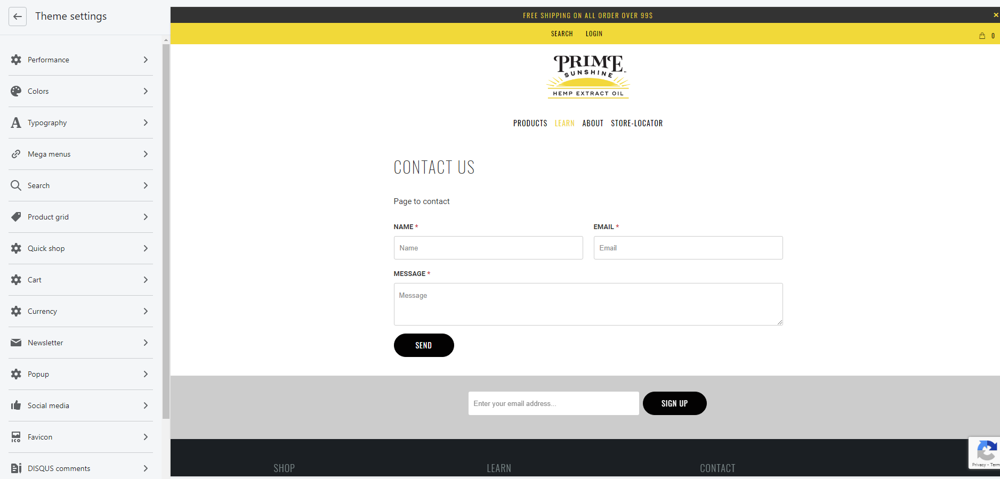 Theme settings
Performance
Colors
Typography
Mega menus
Search
Product grid
Quick shop
Cart
Currency
Newsletter
Popup
Social media
ICO
Favicon
DISQUS comments
FREE SHIPPING ON ALL ORDER OVER 99$
SEARCH LOGIN
0
PRIME
SUNSHINE
HEMP EXTRACT OIL
PRODUCTS LEARN ABOUT STORE-LOCATOR
CONTACT US
Page to contact
NAME * EMAIL *
Name Email
MESSAGE *
Message
SEND
Enter your email address... SIGN UP
SHOP LEARN CONTACT
Privacy - Term